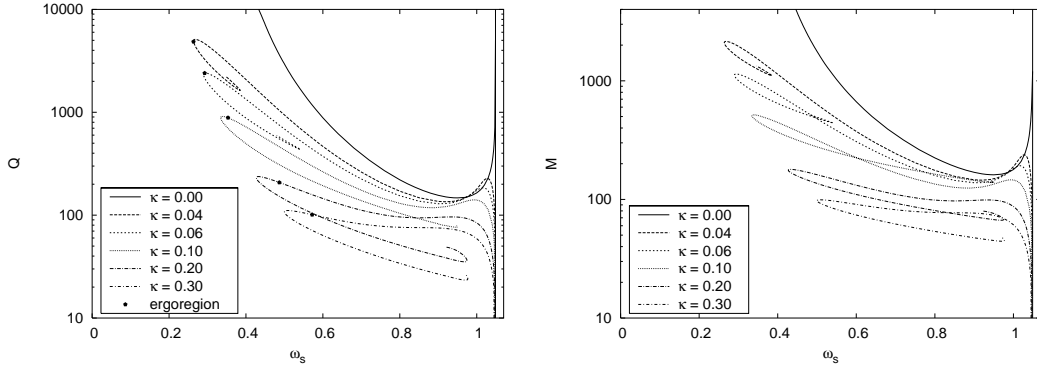 10000
1000
100
10
Q
κ = 0.00
κ = 0.04
κ = 0.06
κ = 0.10
κ = 0.20
κ = 0.30
ergoregion
0 0.2 0.4 0.6 0.8 1
ωs
1000
100
10
M
κ = 0.00
κ = 0.04
κ = 0.06
κ = 0.10
κ = 0.20
κ = 0.30
0 0.2 0.4 0.6 0.8 1
ωs